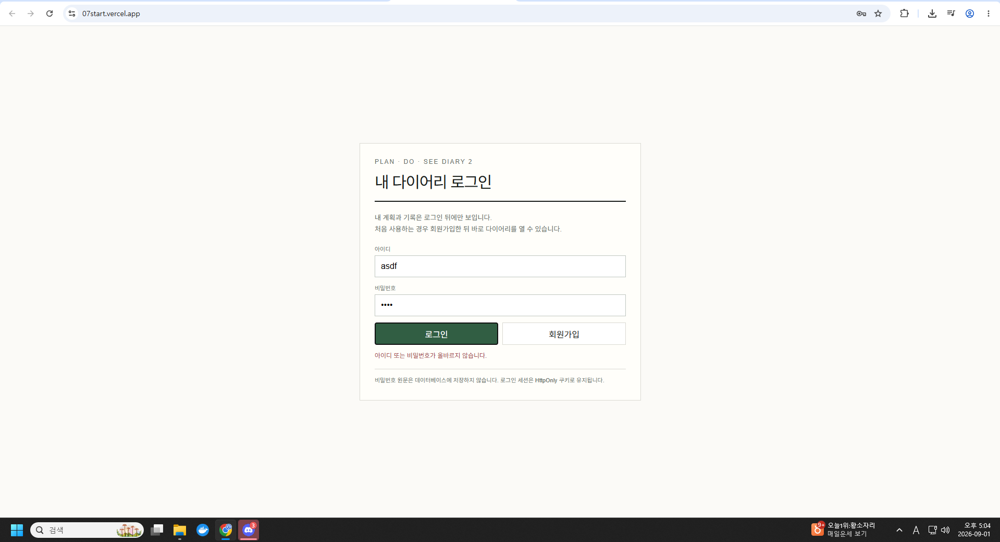 07start.vercel.app
PLAN · DO · SEE DIARY 2
내 다이어리 로그인
내 계획과 기록은 로그인 뒤에만 보입니다.
처음 사용하는 경우 회원가입한 뒤 바로 다이어리를 열 수 있습니다.
아이디
asdf
비밀번호
••••
로그인
회원가입
아이디 또는 비밀번호가 올바르지 않습니다.
비밀번호 원문은 데이터베이스에 저장하지 않습니다. 로그인 세션은 HttpOnly 쿠키로 유지됩니다.
검색
3
9+
오늘1위:황소자리
매일운세 보기
A
오후 5:04
2026-09-01